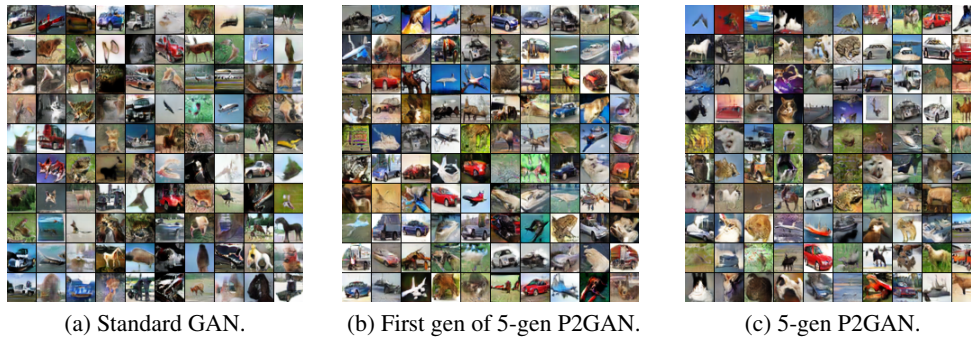 (a) Standard GAN.
(b) First gen of 5-gen P2GAN.
(c) 5-gen P2GAN.